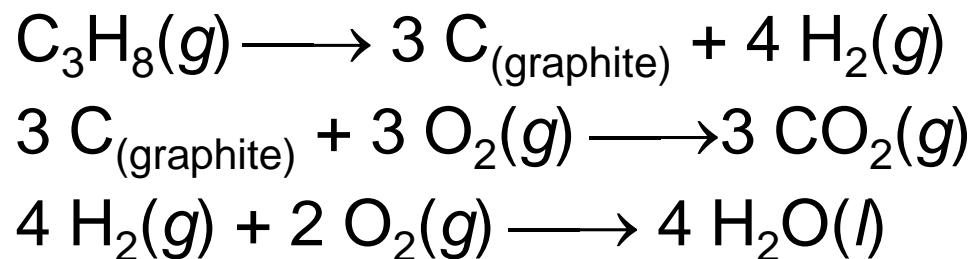 C₃H₈(g) ⟶ 3 C(graphite) + 4 H₂(g)
3 C(graphite) + 3 O₂(g) ⟶ 3 CO₂(g)
4 H₂(g) + 2 O₂(g) ⟶ 4 H₂O(l)